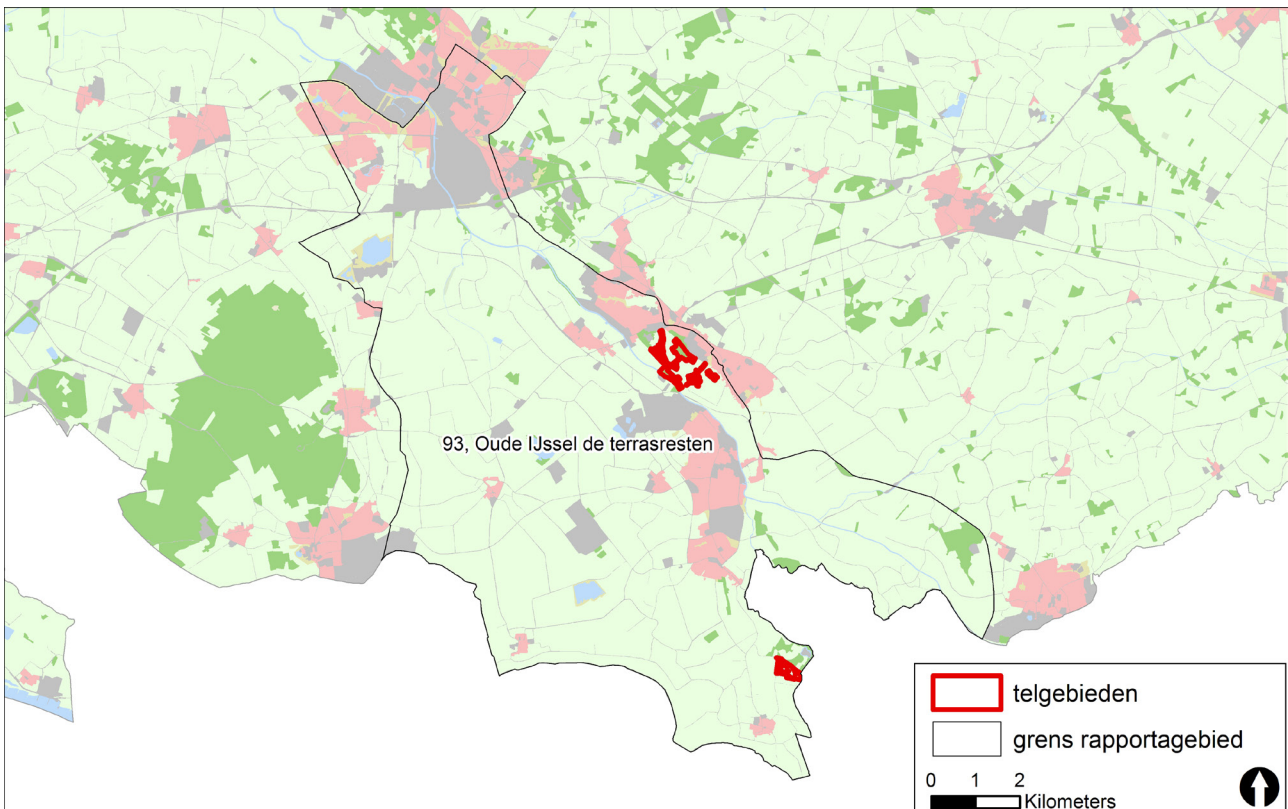 93, Oude IJssel de terrasresten
telgebieden
grens rapportagebied
0 1 2
Kilometers